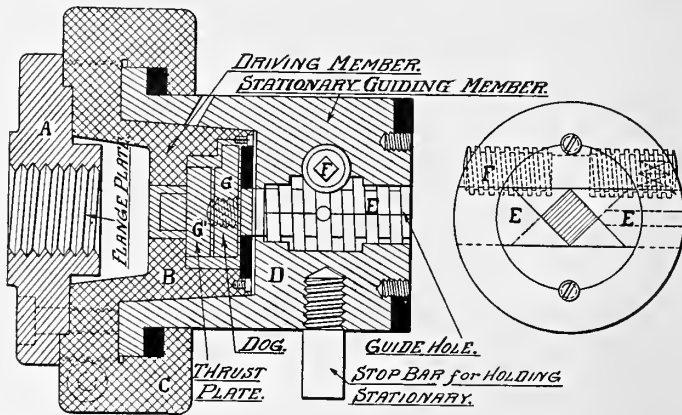 DRIVING MEMBER.
STATIONARY GUIDING MEMBER
A
FLANGE PLATE
G
G'
B
F
E
D
C
DOG.
THRUST
PLATE.
GUIDE HOLE.
STOP BAR for HOLDING
STATIONARY.
F
E
E